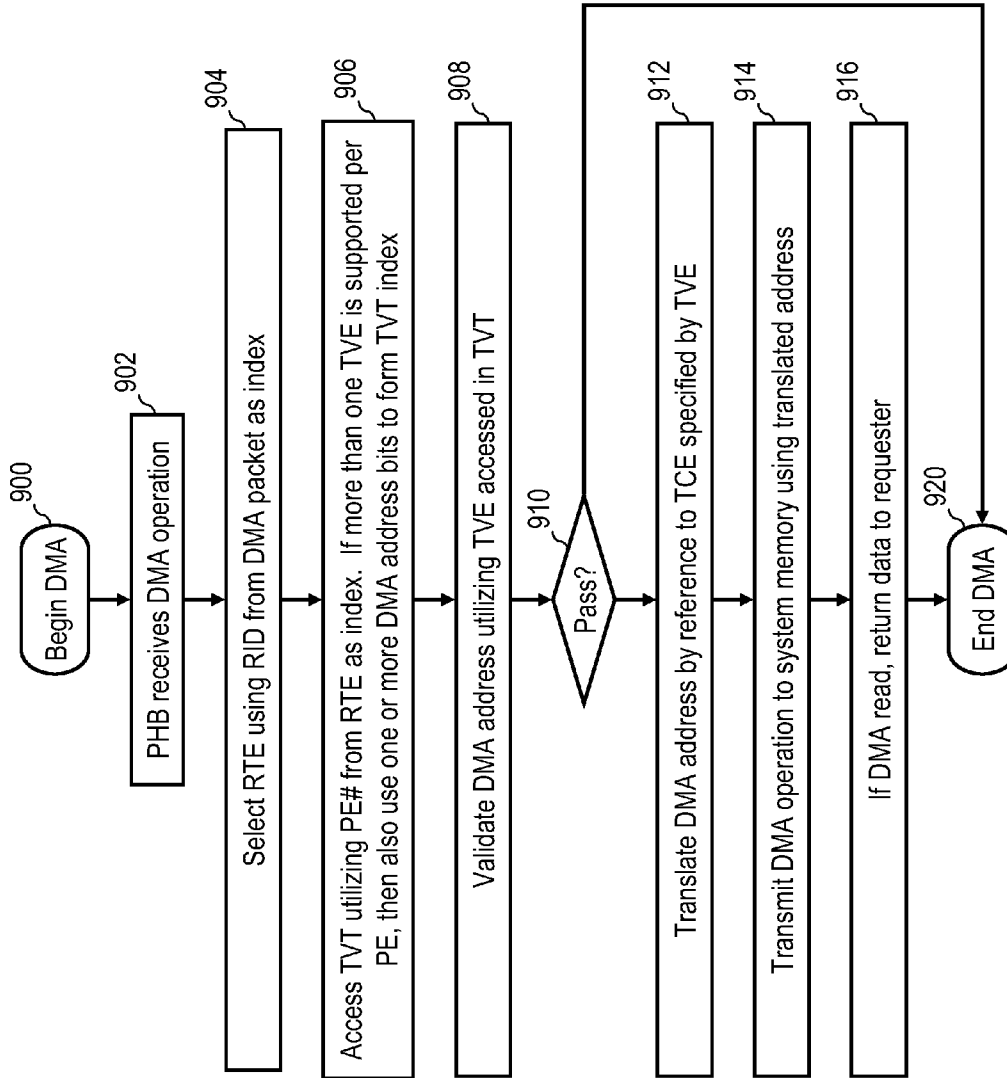 900
Begin DMA
902
PHB receives DMA operation
904
Select RTE using RID from DMA packet as index
906
Access TVT utilizing PE# from RTE as index. If more than one TVE is supported per
PE, then also use one or more DMA address bits to form TVT index
908
Validate DMA address utilizing TVE accessed in TVT
910
Pass?
912
Translate DMA address by reference to TCE specified by TVE
914
Transmit DMA operation to system memory using translated address
916
If DMA read, return data to requester
920
End DMA